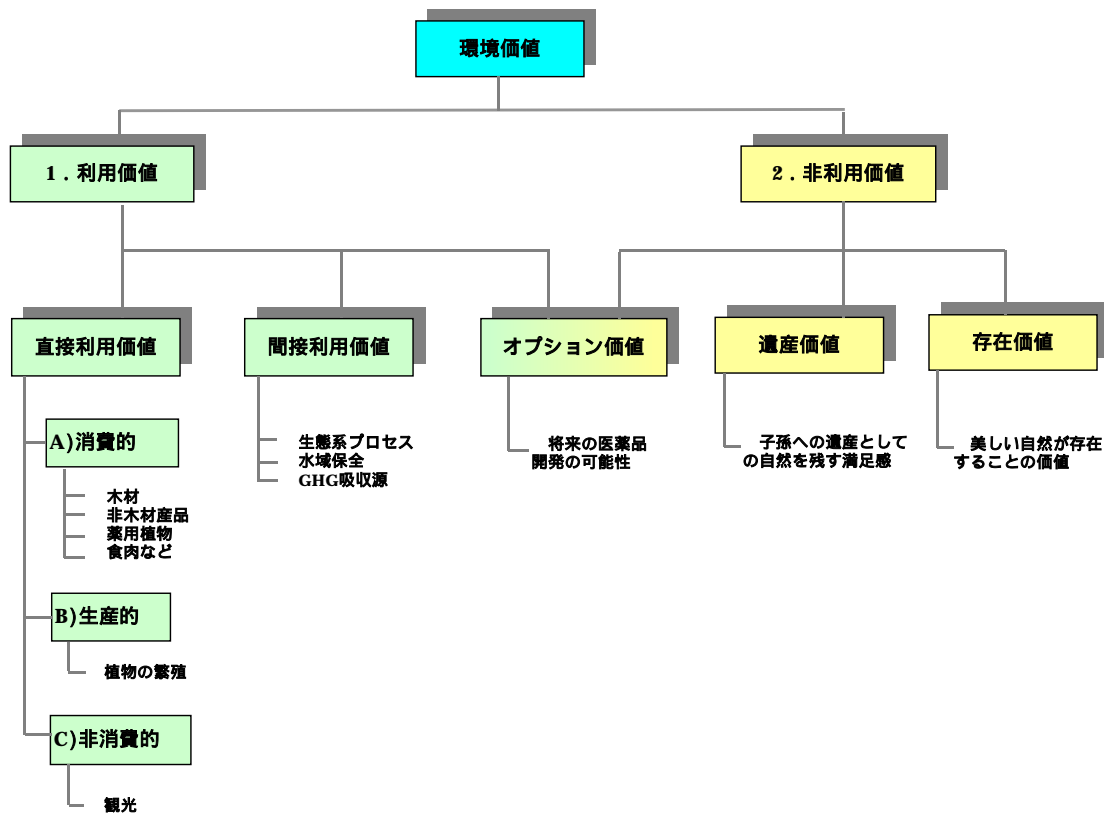 環境価値
1．利用価値
2．非利用価値
直接利用価値
間接利用価値
オプション価値
遺産価値
存在価値
A)消費的
木材
非木材産品
薬用植物
食肉など
B)生産的
植物の繁殖
C)非消費的
観光
生態系プロセス
水域保全
GHG吸収源
将来の医薬品
開発の可能性
子孫への遺産として
の自然を残す満足感
美しい自然が存在
することの価値